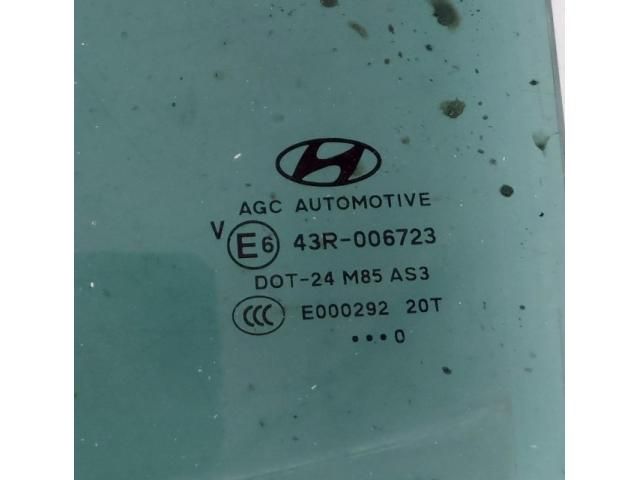 AGC AUTOMOTIVE
V E6 43R-006723
DOT-24 M85 AS3
CCC E000292 20T
•••0